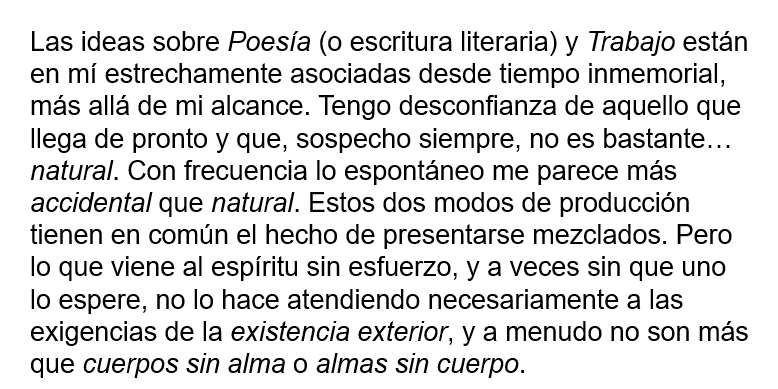 Las ideas sobre Poesía (o escritura literaria) y Trabajo están
en mí estrechamente asociadas desde tiempo inmemorial,
más allá de mi alcance. Tengo desconfianza de aquello que
llega de pronto y que, sospecho siempre, no es bastante…
natural. Con frecuencia lo espontáneo me parece más
accidental que natural. Estos dos modos de producción
tienen en común el hecho de presentarse mezclados. Pero
lo que viene al espíritu sin esfuerzo, y a veces sin que uno
lo espere, no lo hace atendiendo necesariamente a las
exigencias de la existencia exterior, y a menudo no son más
que cuerpos sin alma o almas sin cuerpo.